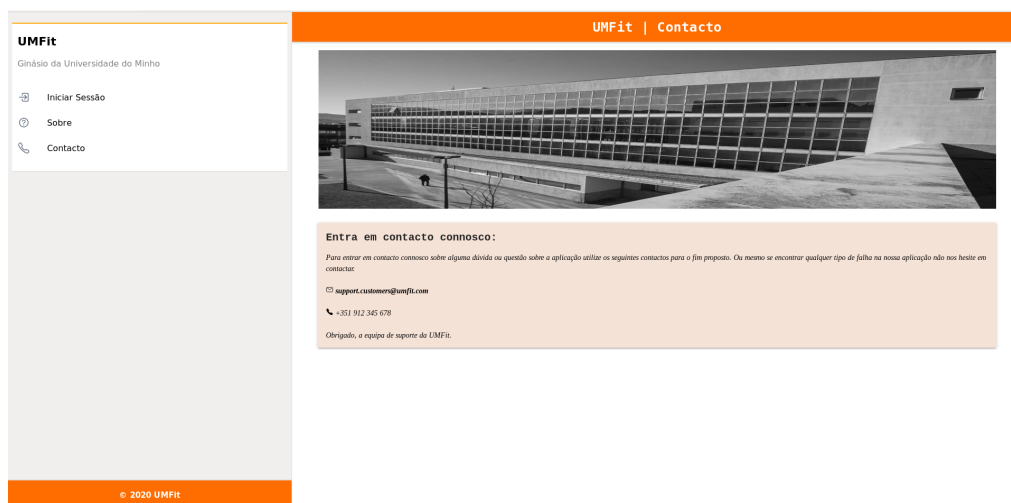 UMFit
Ginásio da Universidade do Minho
Iniciar Sessão
Sobre
Contacto
© 2020 UMFit
UMFit | Contacto
Entra em contacto connosco:
Para entrar em contacto connosco sobre alguma dúvida ou questão sobre a aplicação utilize os seguintes contactos para o fim proposto. Ou mesmo se encontrar qualquer tipo de falha na nossa aplicação não nos hesite em
contactar.
support.customers@umfit.com
+351 912 345 678
Obrigado, a equipa de suporte da UMFit.